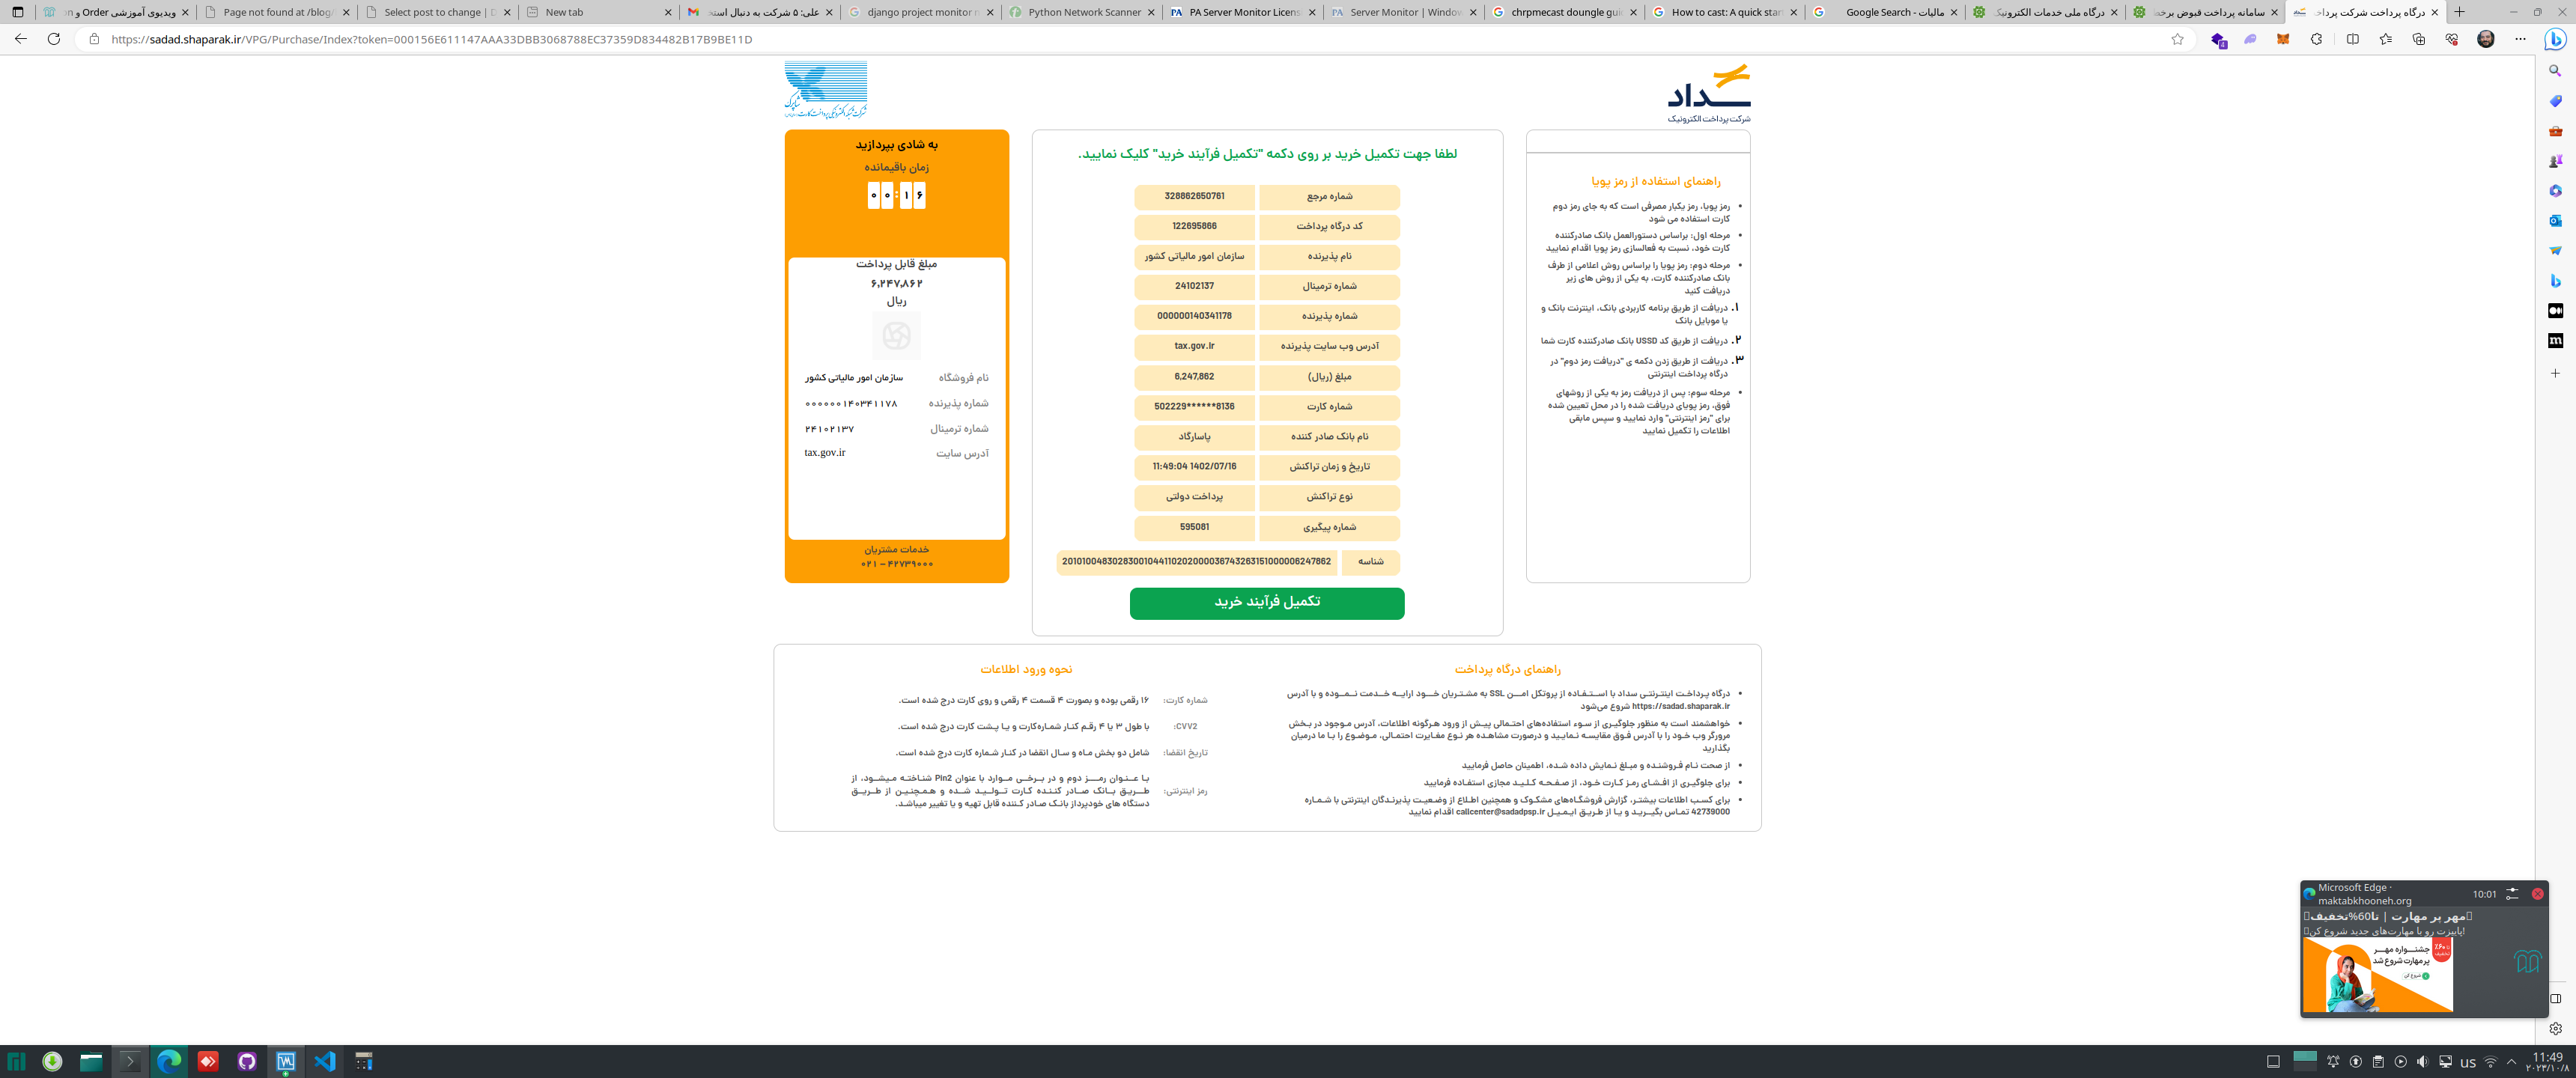 ویدیوی آموزشی Order و on
Page not found at /blog/
Select post to change | D
New tab
علی: ۵ شرکت به دنبال استخ
django project monitor n
Python Network Scanner
PA Server Monitor Licens
Server Monitor | Window
chrpmecast doungle gui
How to cast: A quick star
مالیات - Google Search
درگاه ملی خدمات الکترونیک
سامانه پرداخت قبوض برخط
درگاه پرداخت شرکت پرداخ
https://sadad.shaparak.ir/VPG/Purchase/Index?token=000156E611147AAA33DBB3068788EC37359D834482B17B9BE11D
4
سداد
شرکت پرداخت الکترونیک
راهنمای استفاده از رمز پویا
رمز پویا، رمز یکبار مصرفی است که به جای رمز دوم
کارت استفاده می شود
مرحله اول: براساس دستورالعمل بانک صادرکننده
کارت خود، نسبت به فعالسازی رمز پویا اقدام نمایید
مرحله دوم: رمز پویا را براساس روش اعلامی از طرف
بانک صادرکننده کارت، به یکی از روش های زیر
دریافت کنید
۱. دریافت از طریق برنامه کاربردی بانک، اینترنت بانک و
یا موبایل بانک
۲. دریافت از طریق کد USSD بانک صادرکننده کارت شما
۳. دریافت از طریق زدن دکمه ی "دریافت رمز دوم" در
درگاه پرداخت اینترنتی
مرحله سوم: پس از دریافت رمز به یکی از روشهای
فوق، رمز پویای دریافت شده را در محل تعیین شده
برای "رمز اینترنتی" وارد نمایید و سپس مابقی
اطلاعات را تکمیل نمایید
لطفا جهت تکمیل خرید بر روی دکمه "تکمیل فرآیند خرید" کلیک نمایید.
شماره مرجع 328862650761
کد درگاه پرداخت 122695866
نام پذیرنده سازمان امور مالیاتی کشور
شماره ترمینال 24102137
شماره پذیرنده 000000140341178
آدرس وب سایت پذیرنده tax.gov.ir
مبلغ (ریال) 6,247,862
شماره کارت 502229******8136
نام بانک صادر کننده پاسارگاد
تاریخ و زمان تراکنش 1402/07/16 11:49:04
نوع تراکنش پرداخت دولتی
شماره پیگیری 595081
شناسه 201010048302830010441102020000367432631510000062478​62
تکمیل فرآیند خرید
به شادی بپردازید
زمان باقیمانده
۰۰:۱۶
مبلغ قابل پرداخت
۶,۲۴۷,۸۶۲
ریال
نام فروشگاه سازمان امور مالیاتی کشور
شماره پذیرنده ۰۰۰۰۰۰۱۴۰۳۴۱۱۷۸
شماره ترمینال ۲۴۱۰۲۱۳۷
آدرس سایت tax.gov.ir
خدمات مشتریان
۰۲۱ – ۴۲۷۳۹۰۰۰
راهنمای درگاه پرداخت
درگاه پرداخت اینترنتی سداد با استفاده از پروتکل امن SSL به مشتریان خود ارایه خدمت نموده و با آدرس
https://sadad.shaparak.ir شروع می‌شود
خواهشمند است به منظور جلوگیری از سوء استفاده‌های احتمالی پیش از ورود هرگونه اطلاعات، آدرس موجود در بخش
مرورگر وب خود را با آدرس فوق مقایسه نمایید و درصورت مشاهده هر نوع مغایرت احتمالی، موضوع را با ما درمیان
بگذارید
از صحت نام فروشنده و مبلغ نمایش داده شده، اطمینان حاصل فرمایید
برای جلوگیری از افشای رمز کارت خود، از صفحه کلید مجازی استفاده فرمایید
برای کسب اطلاعات بیشتر، گزارش فروشگاه‌های مشکوک و همچنین اطلاع از وضعیت پذیرندگان اینترنتی با شماره
42739000 تماس بگیرید و یا از طریق ایمیل callcenter@sadadpsp.ir اقدام نمایید
نحوه ورود اطلاعات
شماره کارت: ۱۶ رقمی بوده و بصورت ۴ قسمت ۴ رقمی و روی کارت درج شده است.
CVV2: با طول ۳ یا ۴ رقم کنار شماره‌کارت و یا پشت کارت درج شده است.
تاریخ انقضا: شامل دو بخش ماه و سال انقضا در کنار شماره کارت درج شده است.
رمز اینترنتی: با عنوان رمز دوم و در برخی موارد با عنوان Pin2 شناخته میشود، از
طریق بانک صادر کننده کارت تولید شده و همچنین از طریق
دستگاه های خودپرداز بانک صادر کننده قابل تهیه و یا تغییر میباشد.
Microsoft Edge ·
maktabkhooneh.org
10:01
مهر پر مهارت | تا60%تخفیف
پاییزت رو با مهارت‌های جدید شروع کن!
جشنواره مهر
پر مهارت شروع شد
شروع کن
us
11:49
۲۰۲۳/۱۰/۸